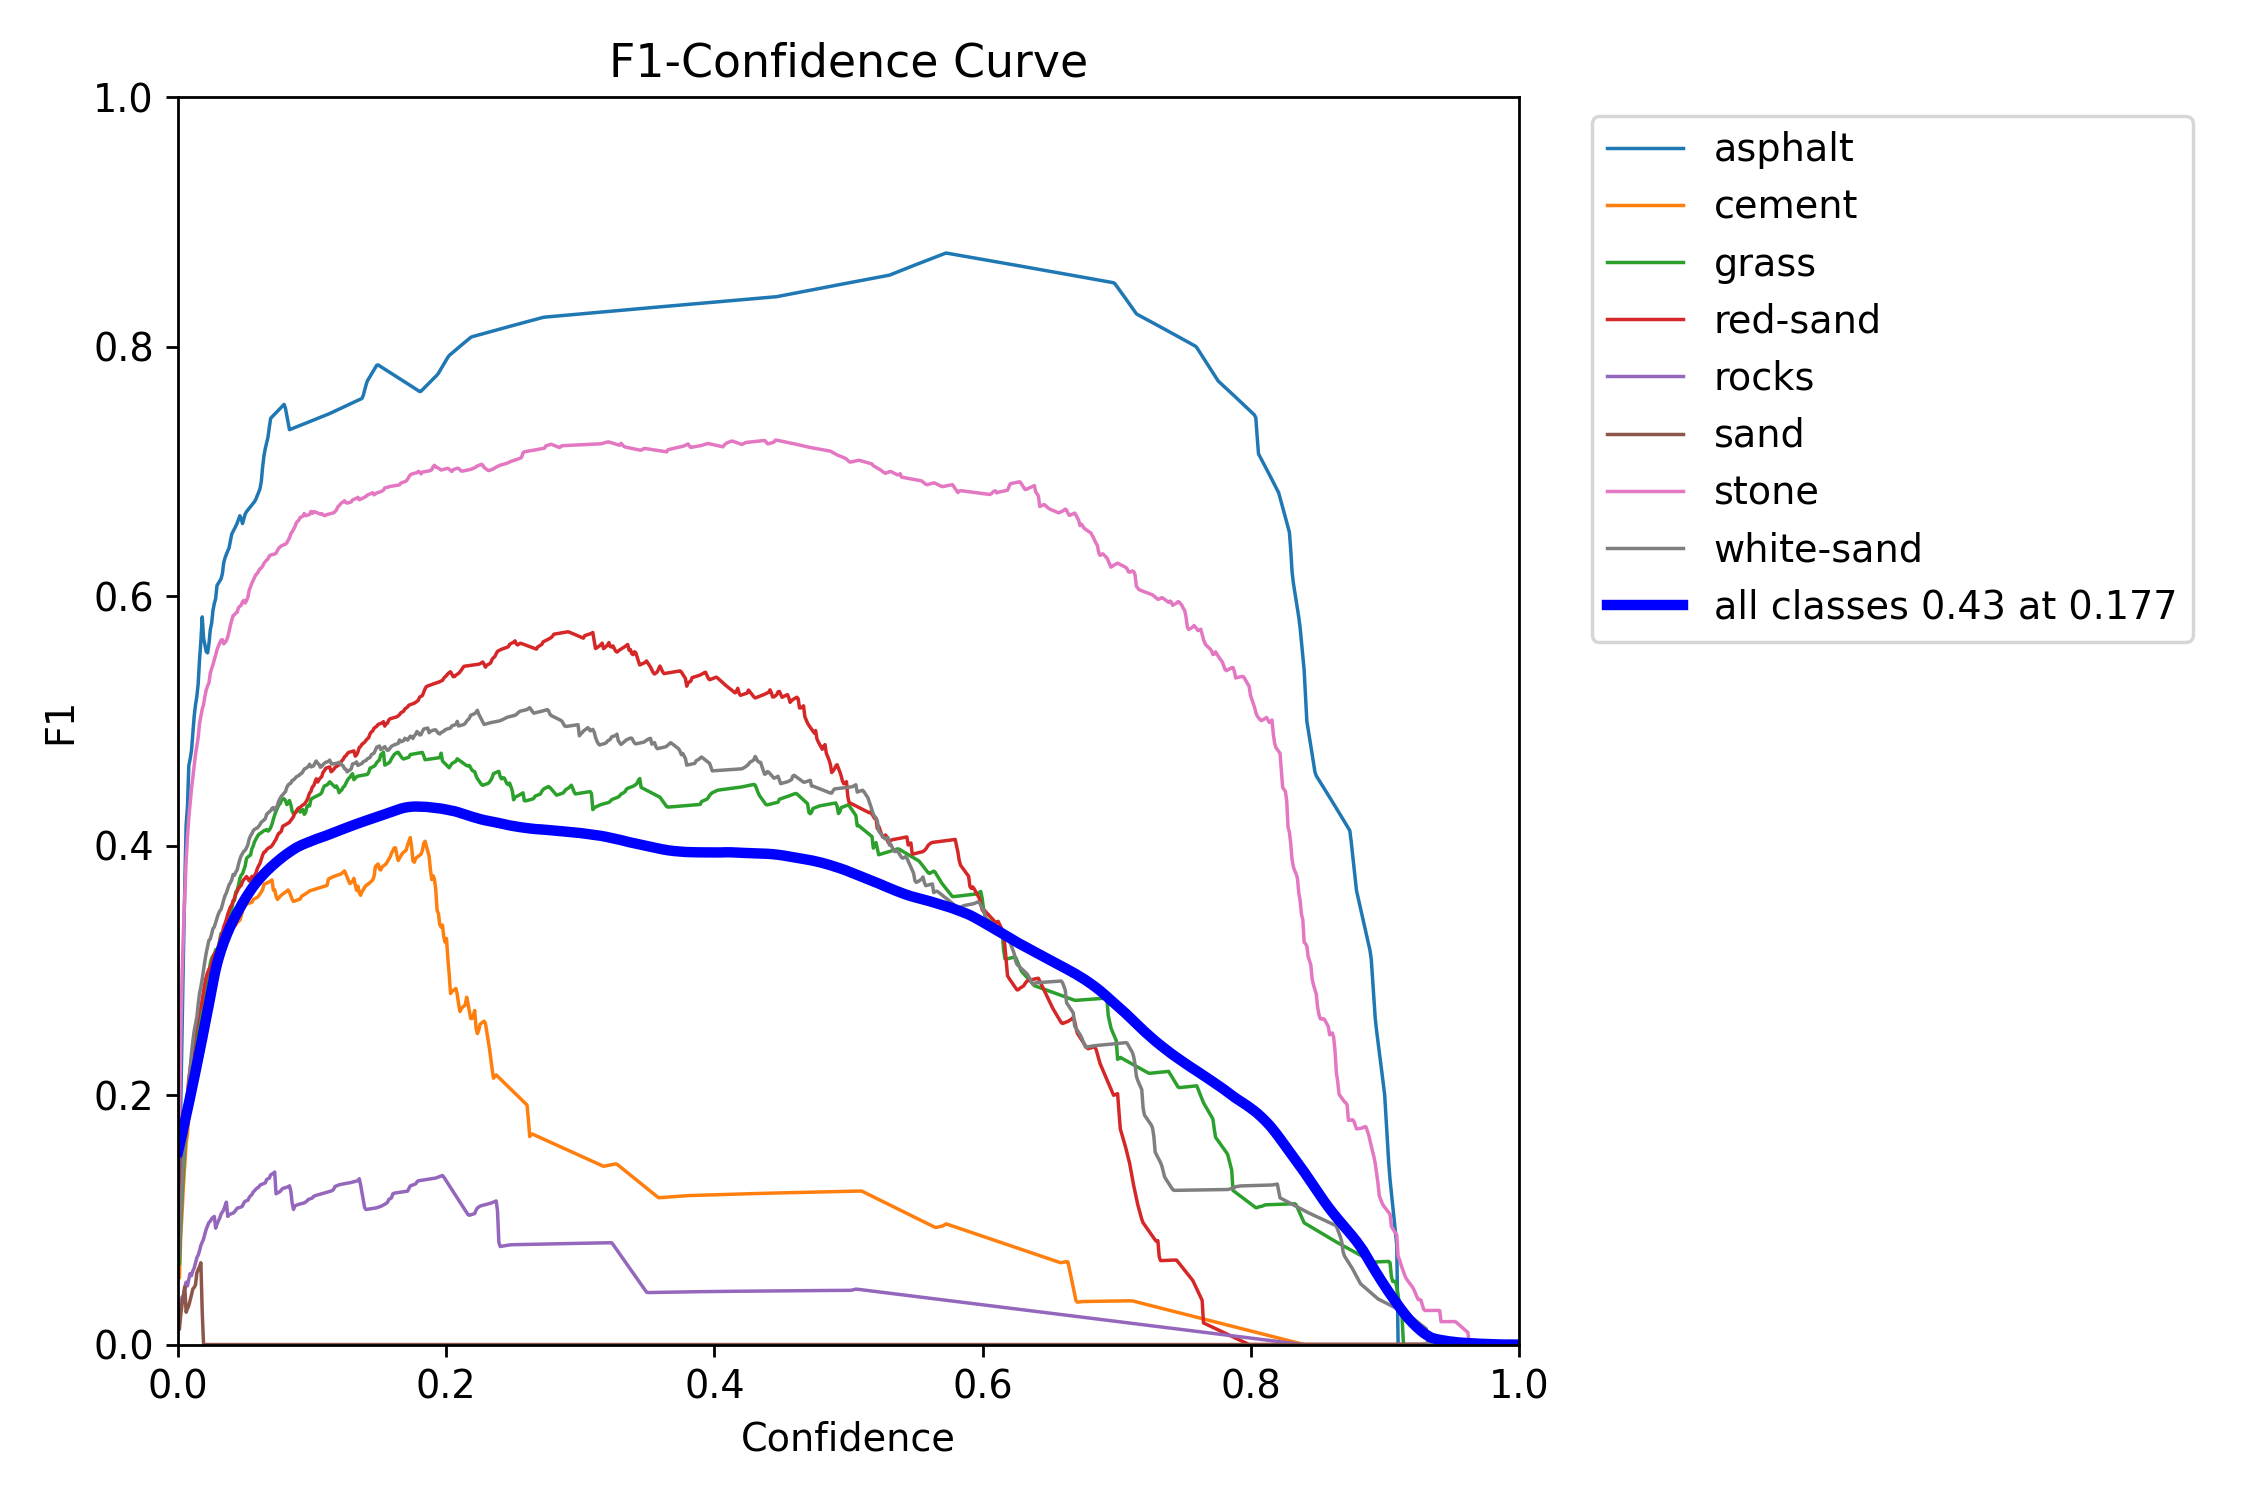 F1-Confidence Curve
1.0
0.8
0.6
0.4
0.2
0.0
F1
0.0 0.2 0.4 0.6 0.8 1.0
Confidence
asphalt
cement
grass
red-sand
rocks
sand
stone
white-sand
all classes 0.43 at 0.177